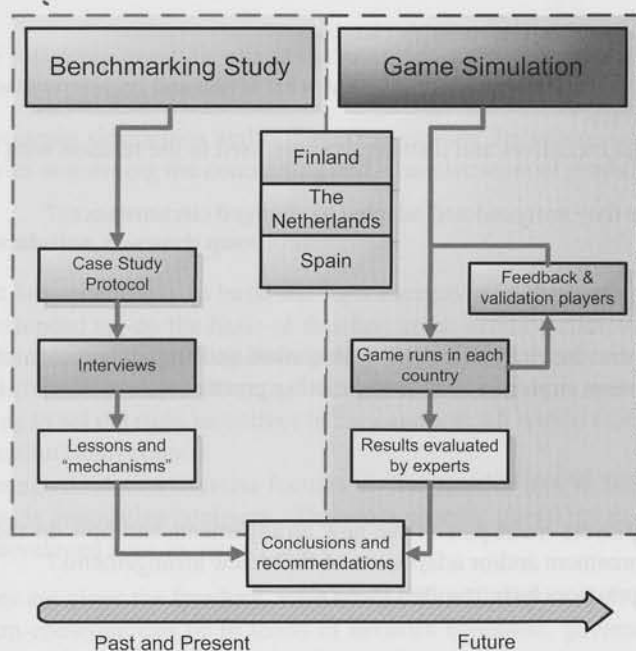 Benchmarking Study
Game Simulation
Finland
The
Netherlands
Spain
Case Study
Protocol
Feedback &
validation players
Interviews
Game runs in each
country
Lessons and
"mechanisms"
Results evaluated
by experts
Conclusions and
recommendations
Past and Present
Future